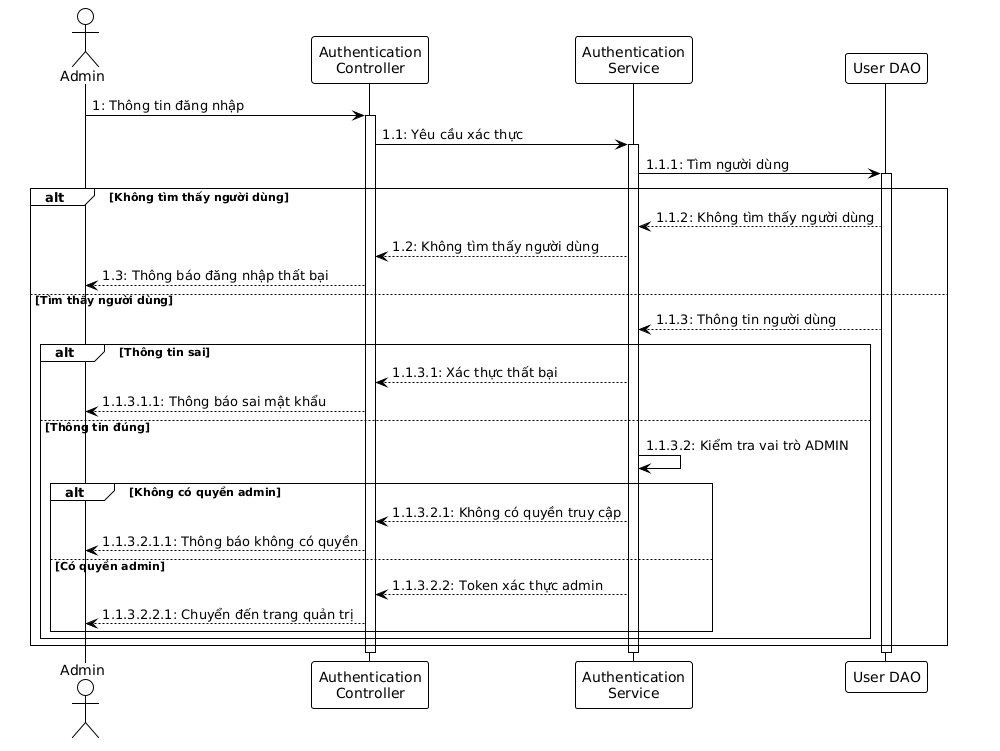 Admin
Authentication
Controller
Authentication
Service
User DAO
1: Thông tin đăng nhập
1.1: Yêu cầu xác thực
1.1.1: Tìm người dùng
alt [Không tìm thấy người dùng]
1.1.2: Không tìm thấy người dùng
1.2: Không tìm thấy người dùng
1.3: Thông báo đăng nhập thất bại
[Tìm thấy người dùng]
1.1.3: Thông tin người dùng
alt [Thông tin sai]
1.1.3.1: Xác thực thất bại
1.1.3.1.1: Thông báo sai mật khẩu
[Thông tin đúng]
1.1.3.2: Kiểm tra vai trò ADMIN
alt [Không có quyền admin]
1.1.3.2.1: Không có quyền truy cập
1.1.3.2.1.1: Thông báo không có quyền
[Có quyền admin]
1.1.3.2.2: Token xác thực admin
1.1.3.2.2.1: Chuyển đến trang quản trị
Admin
Authentication
Controller
Authentication
Service
User DAO